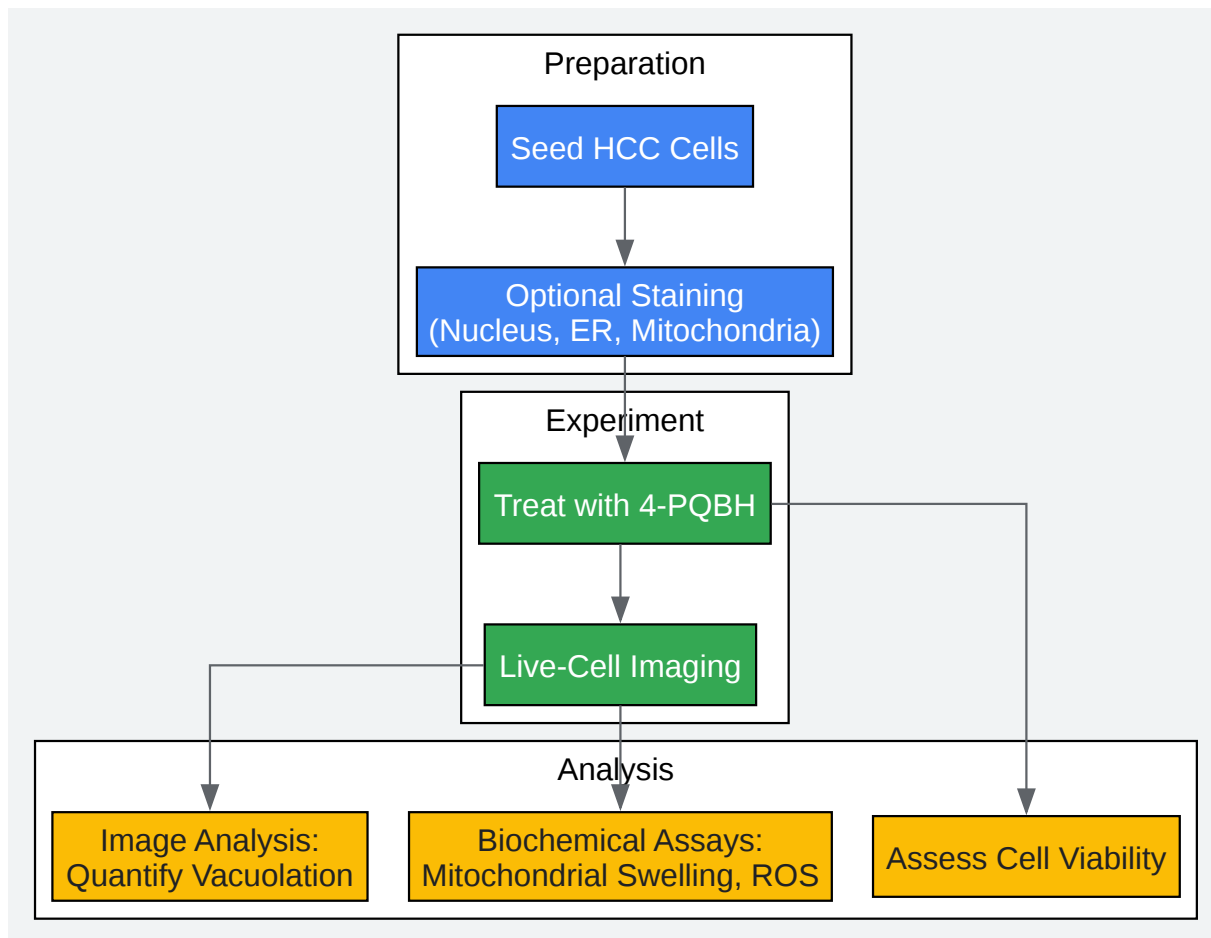 Preparation
Seed HCC Cells
Optional Staining
(Nucleus, ER, Mitochondria)
Experiment
Treat with 4-PQBH
Live-Cell Imaging
Analysis
Image Analysis:
Quantify Vacuolation
Biochemical Assays:
Mitochondrial Swelling, ROS
Assess Cell Viability